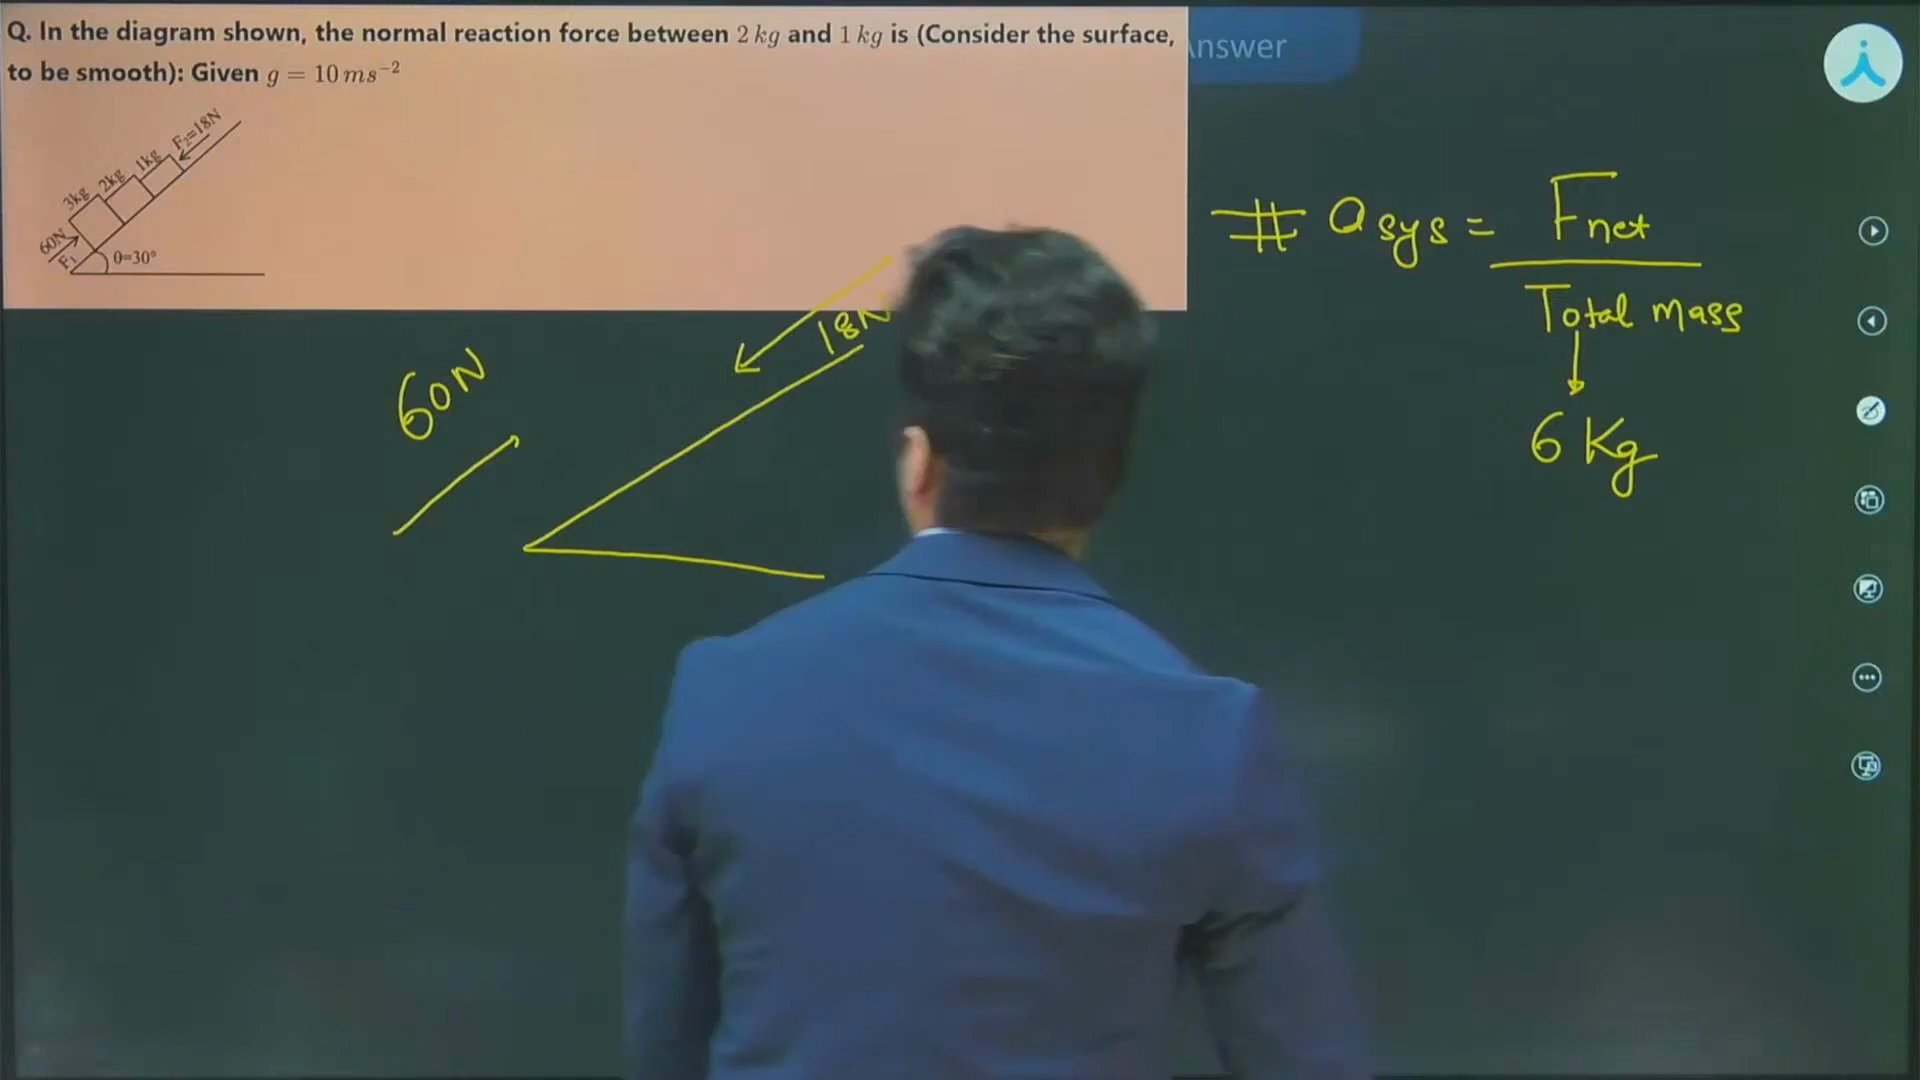 Q. In the diagram shown, the normal reaction force between 2 kg and 1 kg is (Consider the surface,
to be smooth): Given g = 10 ms⁻²
nswer
3kg 2kg 1kg F₂=18N
60N
F₁
θ=30°
60N
18N
# a sys = Fnet
Total mass
6 Kg